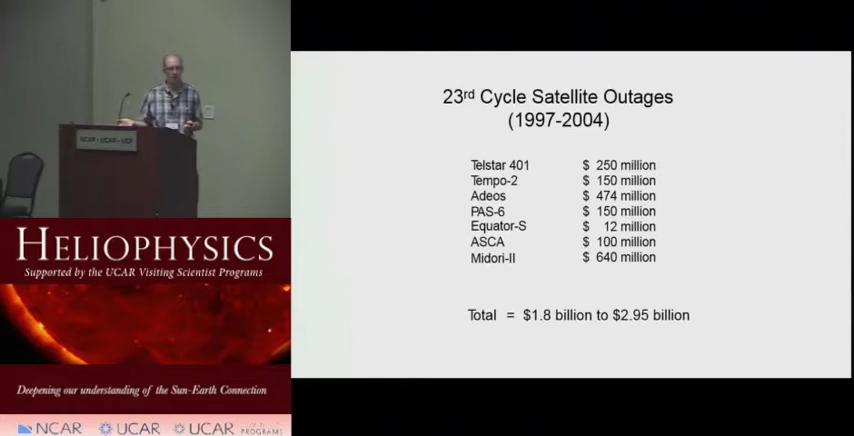 NCAR • UCAR • UCP
HELIOPHYSICS
Supported by the UCAR Visiting Scientist Programs
Deepening our understanding of the Sun-Earth Connection
NCAR UCAR UCAR PROGRAMS
23rd Cycle Satellite Outages
(1997-2004)
Telstar 401 $ 250 million
Tempo-2 $ 150 million
Adeos $ 474 million
PAS-6 $ 150 million
Equator-S $ 12 million
ASCA $ 100 million
Midori-II $ 640 million
Total = $1.8 billion to $2.95 billion